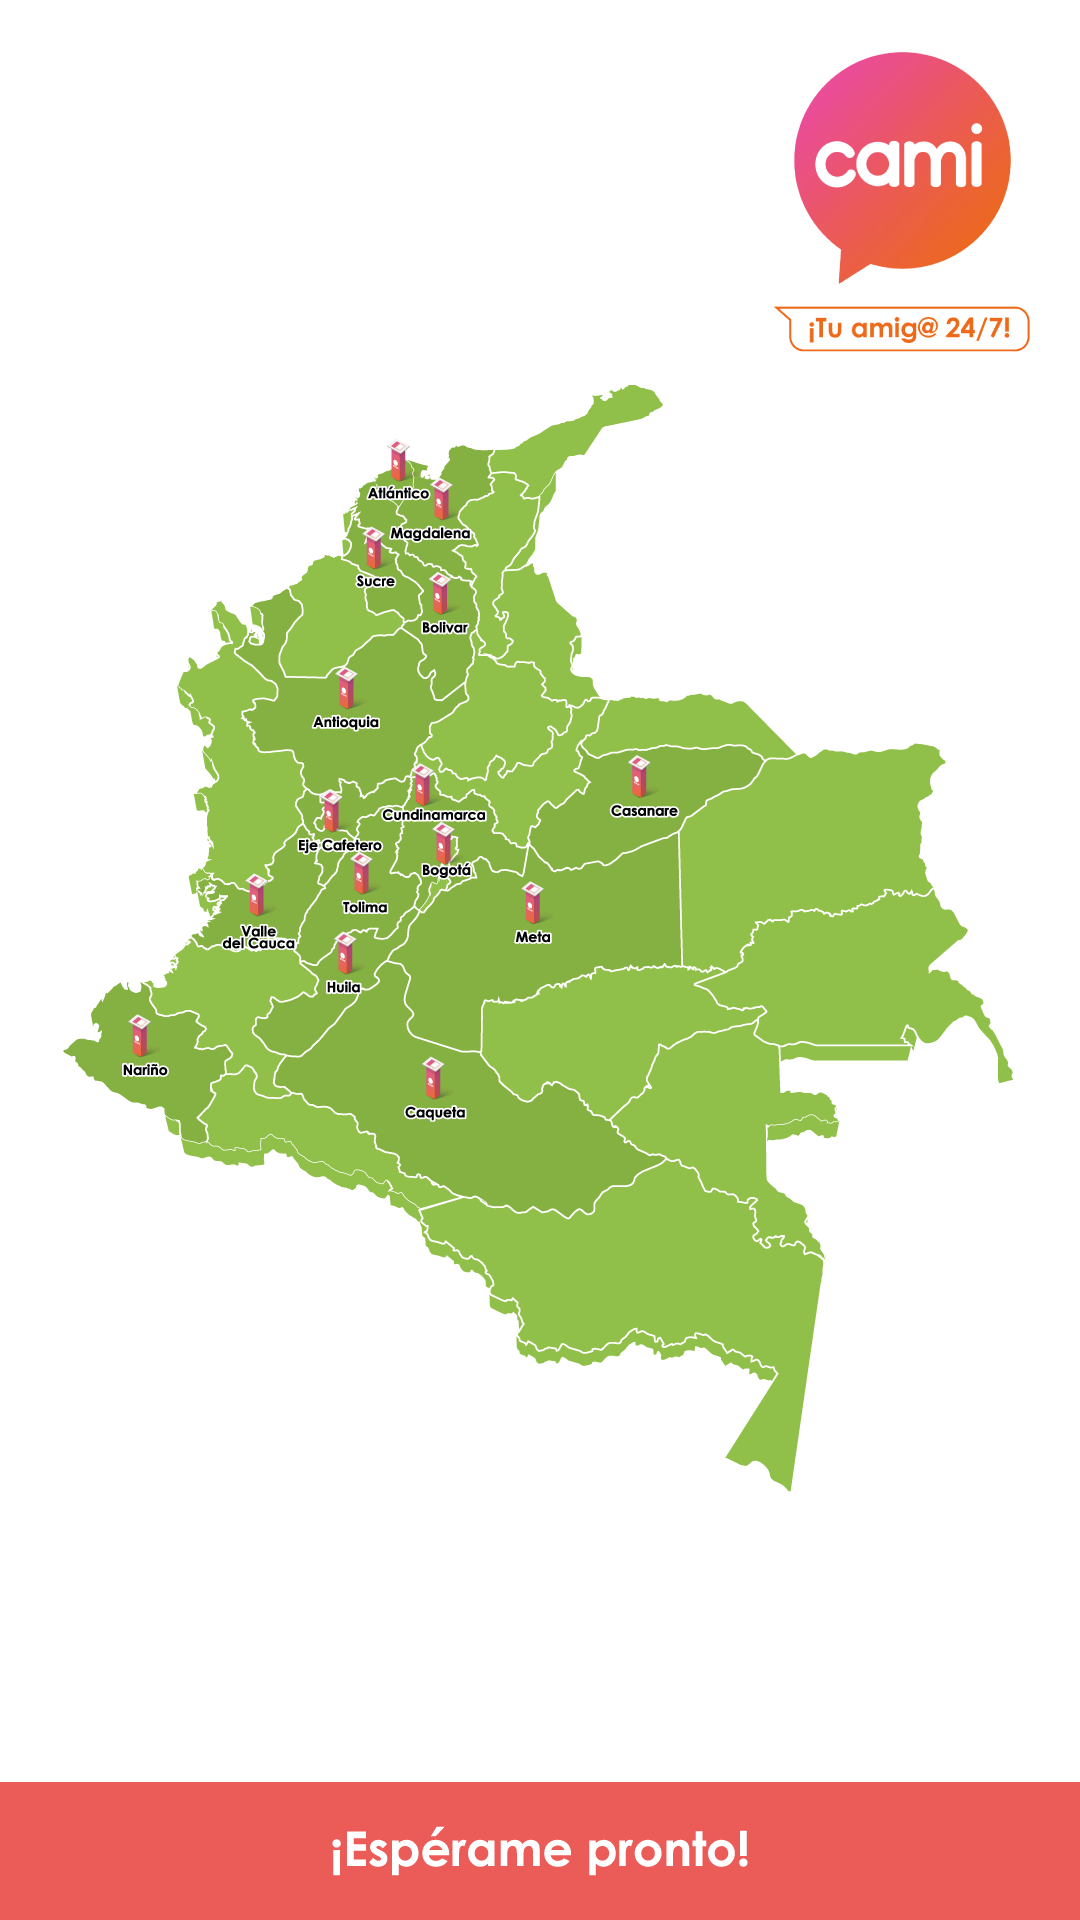 cami
¡Tu amig@ 24/7!
Atlántico
Magdalena
Sucre
Bolivar
Antioquia
Casanare
Cundinamarca
Eje Cafetero
Bogotá
Tolima
Valle
del Cauca
Meta
Huila
Nariño
Caqueta
¡Espérame pronto!